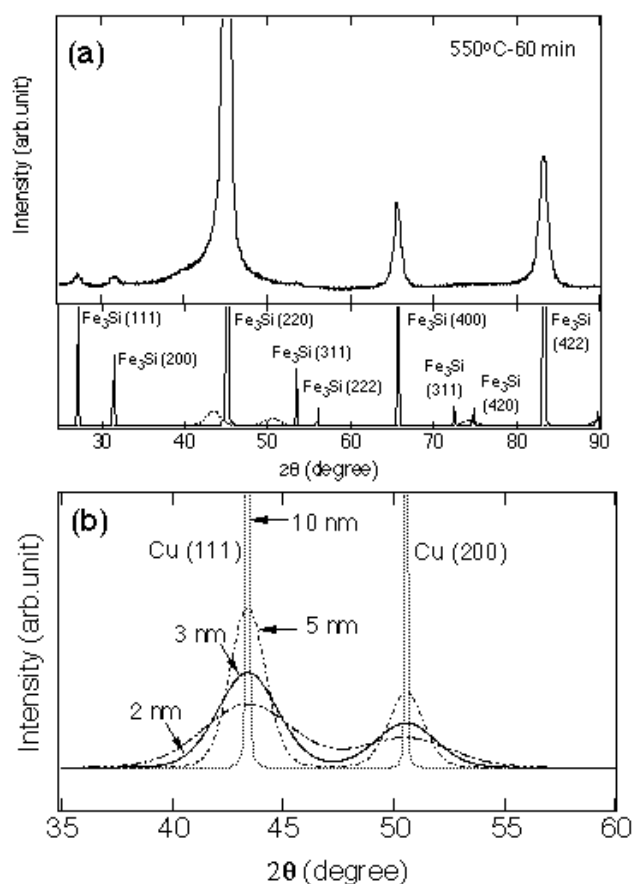 (a)
550ºC-60 min
Intensity (arb.unit)
Fe3Si (111)
Fe3Si (200)
Fe3Si (220)
Fe3Si (311)
Fe3Si (222)
Fe3Si (400)
Fe3Si
(311)
Fe3Si
(420)
Fe3Si
(422)
30 40 50 60 70 80 90
2θ (degree)
(b)
10 nm
Cu (111)
Cu (200)
5 nm
3 nm
2 nm
Intensity (arb.unit)
35 40 45 50 55 60
2θ (degree)